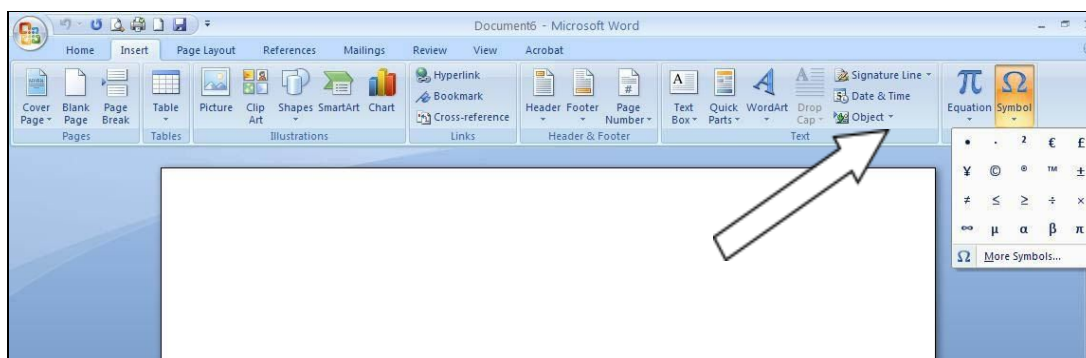 Document6 - Microsoft Word
Home Insert Page Layout References Mailings Review View Acrobat
Cover Page
Blank Page
Page Break
Pages
Table
Tables
Picture
Clip Art
Shapes
SmartArt
Chart
Illustrations
Hyperlink
Bookmark
Cross-reference
Links
Header
Footer
Page Number
Header & Footer
Text Box
Quick Parts
WordArt
Drop Cap
Signature Line
Date & Time
Object
Text
π
Equation
Ω
Symbol
• · ² € £
¥ © ® ™ ±
≠ ≤ ≥ ÷ ×
∞ µ α β π
Ω More Symbols...